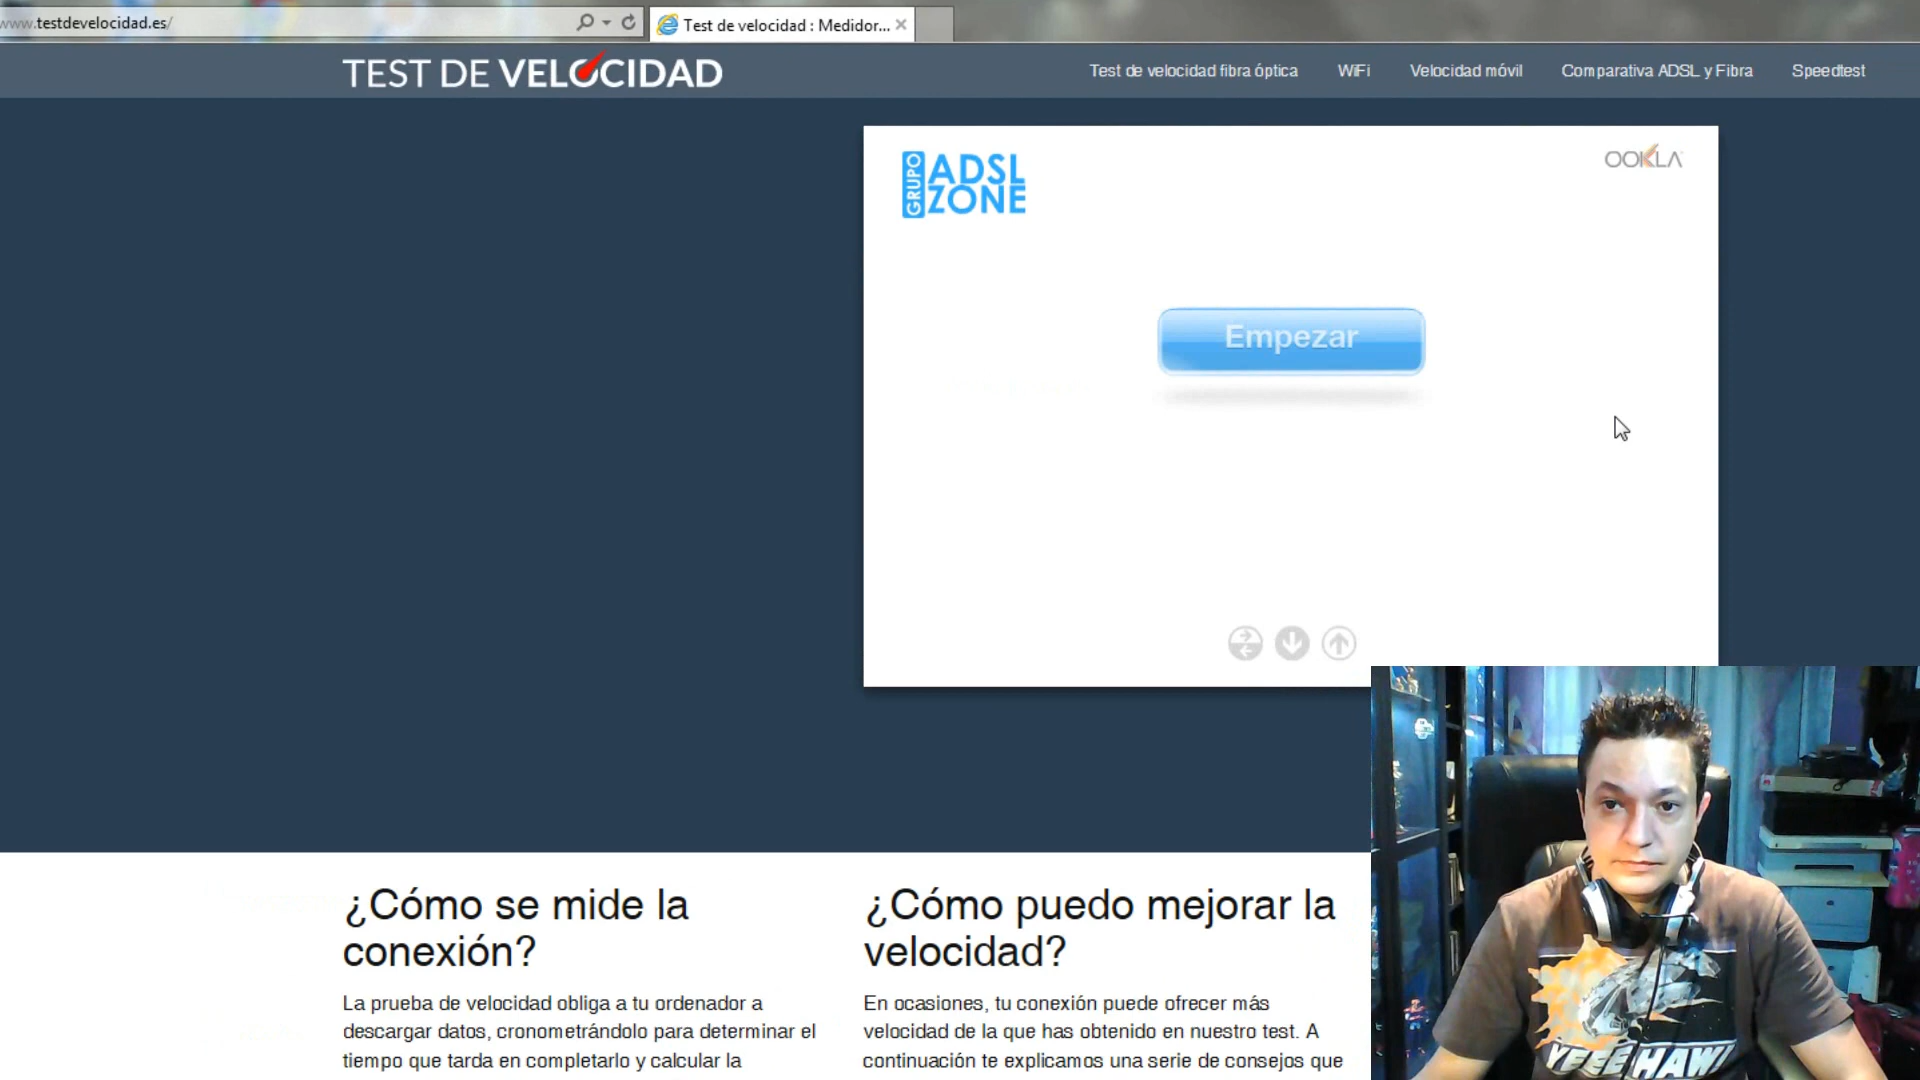 www.testdevelocidad.es/
Test de velocidad : Medidor...
TEST DE VELOCIDAD
Test de velocidad fibra óptica
WiFi
Velocidad móvil
Comparativa ADSL y Fibra
Speedtest
GRUPO
ADSL
ZONE
OOKLA
Empezar
¿Cómo se mide la
conexión?
La prueba de velocidad obliga a tu ordenador a
descargar datos, cronometrándolo para determinar el
tiempo que tarda en completarlo y calcular la
¿Cómo puedo mejorar la
velocidad?
En ocasiones, tu conexión puede ofrecer más
velocidad de la que has obtenido en nuestro test. A
continuación te explicamos una serie de consejos que
YEEE HAW!